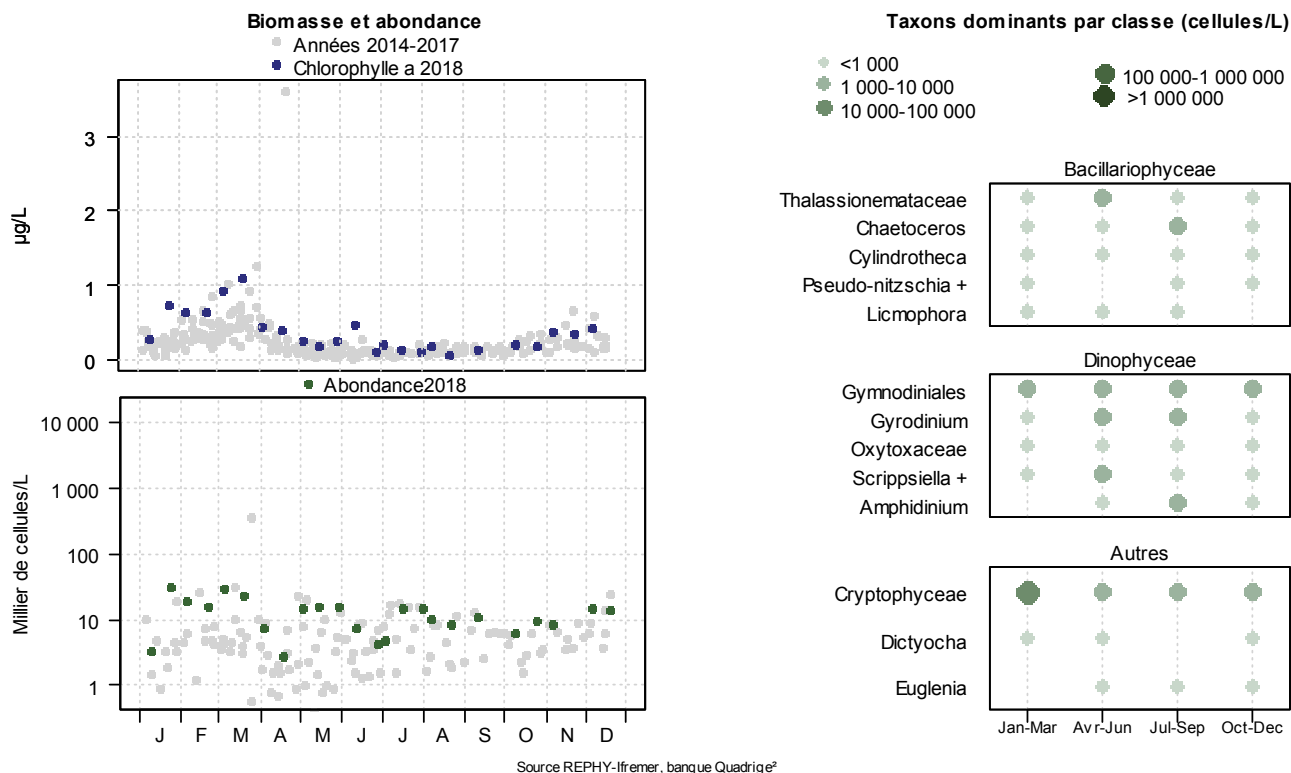 Biomasse et abondance
Années 2014-2017
Chlorophylle a 2018
µg/L
3
2
1
0
Abondance2018
Millier de cellules/L
10 000
1 000
100
10
1
J F M A M J J A S O N D
Taxons dominants par classe (cellules/L)
<1 000
1 000-10 000
10 000-100 000
100 000-1 000 000
>1 000 000
Bacillariophyceae
Thalassionemataceae
Chaetoceros
Cylindrotheca
Pseudo-nitzschia +
Licmophora
Dinophyceae
Gymnodiniales
Gyrodinium
Oxytoxaceae
Scrippsiella +
Amphidinium
Autres
Cryptophyceae
Dictyocha
Euglenia
Jan-Mar Avr-Jun Jul-Sep Oct-Dec
Source REPHY-Ifremer, banque Quadrige²